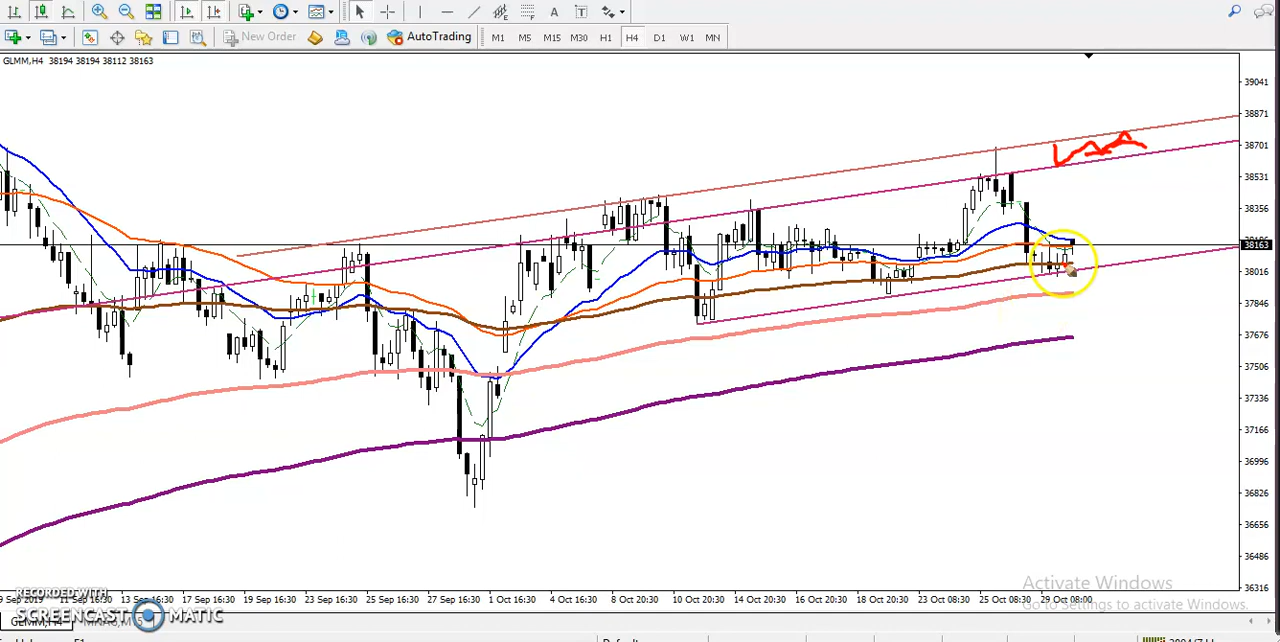 New Order
AutoTrading
M1 M5 M15 M30 H1 H4 D1 W1 MN
GLMM,H4 38194 38194 38112 38163
39041
38871
38701
38531
38356
38163
38016
37846
37676
37506
37336
37166
36996
36826
36656
36486
36316
Activate Windows
Go to Settings to activate Windows.
9 Sep 2019 11 Sep 16:30 13 Sep 16:30 17 Sep 16:30 19 Sep 16:30 23 Sep 16:30 25 Sep 16:30 27 Sep 16:30 1 Oct 16:30 4 Oct 16:30 8 Oct 20:30 10 Oct 20:30 14 Oct 20:30 16 Oct 20:30 18 Oct 20:30 23 Oct 08:30 25 Oct 08:30 29 Oct 08:00
RECORDED WITH
SCREENCAST MATIC